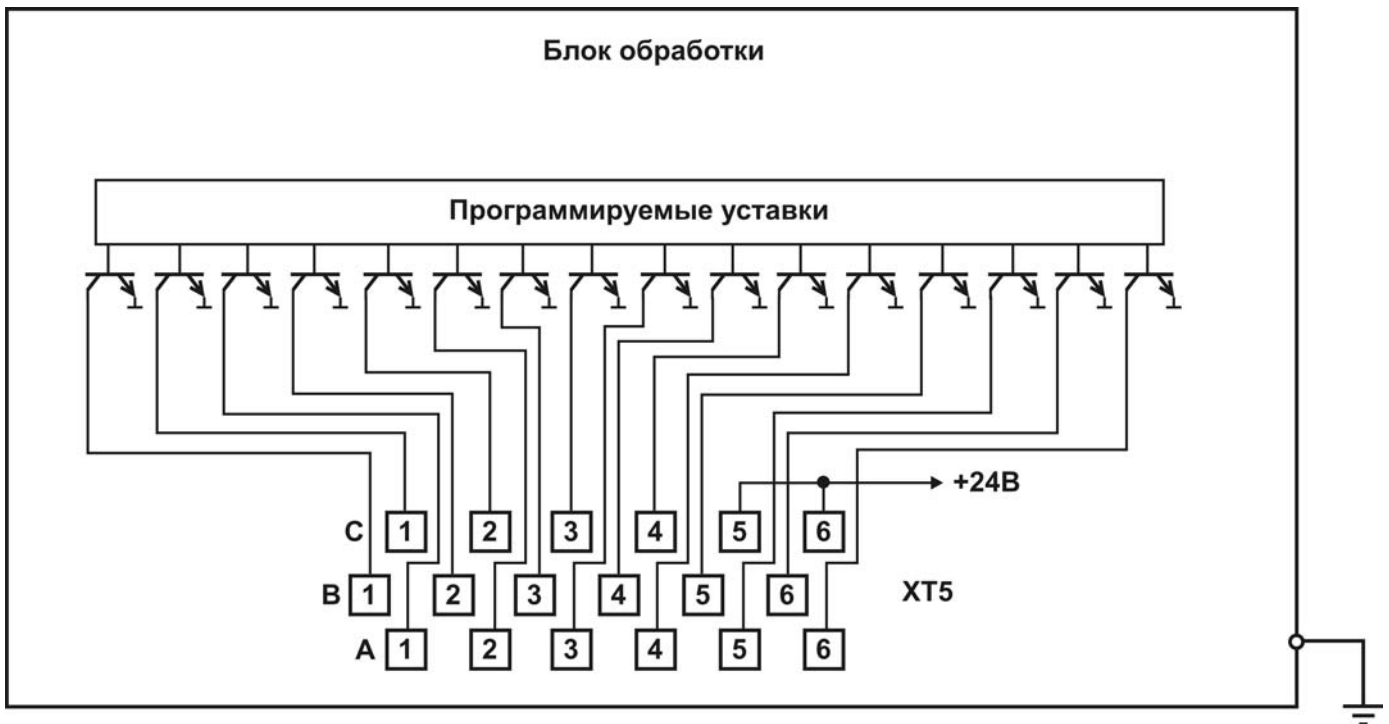 Блок обработки
Программируемые уставки
+24В
С 1 2 3 4 5 6
В 1 2 3 4 5 6 ХТ5
А 1 2 3 4 5 6